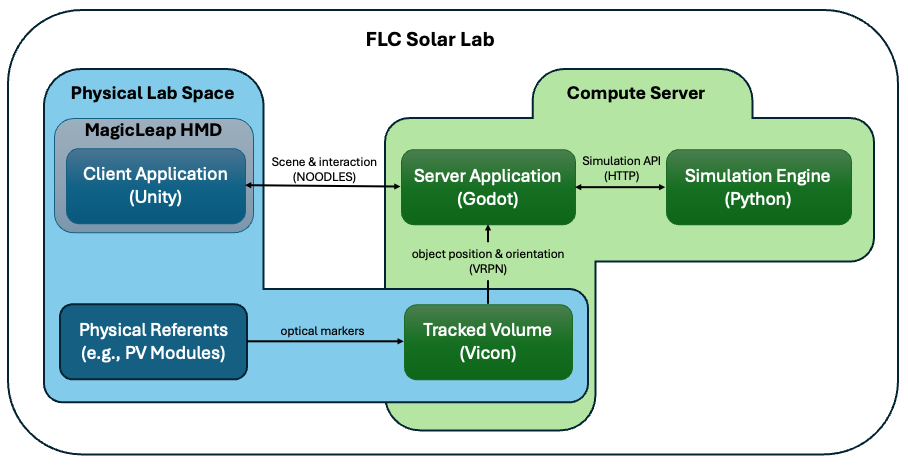 FLC Solar Lab
Physical Lab Space
Compute Server
MagicLeap HMD
Client Application
(Unity)
Scene & interaction
(NOODLES)
Server Application
(Godot)
Simulation API
(HTTP)
Simulation Engine
(Python)
object position & orientation
(VRPN)
Physical Referents
(e.g., PV Modules)
optical markers
Tracked Volume
(Vicon)